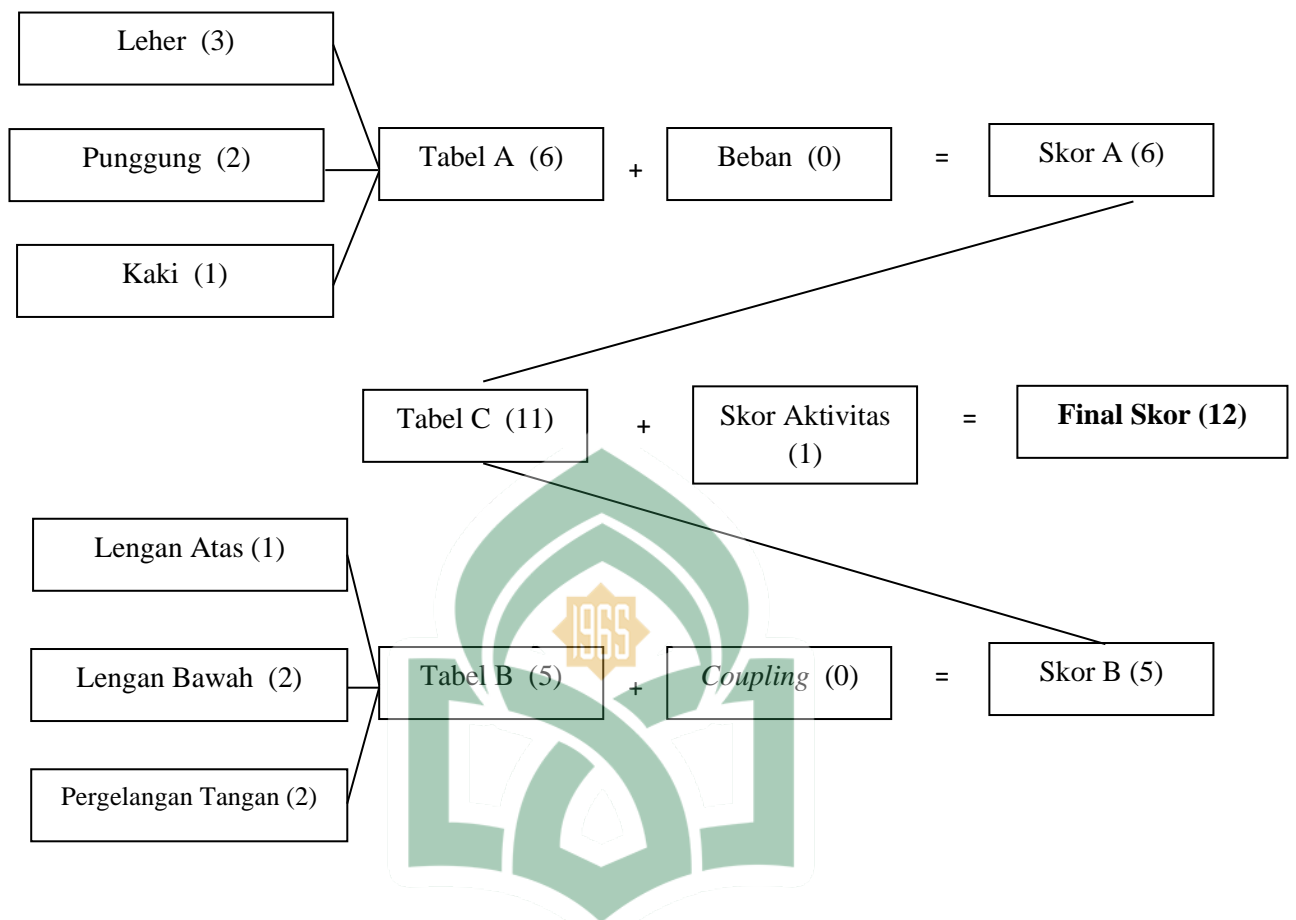 Leher (3)
Punggung (2)
Tabel A (6)
+
Beban (0)
=
Skor A (6)
Kaki (1)
Tabel C (11)
+
Skor Aktivitas
(1)
=
Final Skor (12)
Lengan Atas (1)
1965
Lengan Bawah (2)
Tabel B (5)
+
Coupling (0)
=
Skor B (5)
Pergelangan Tangan (2)